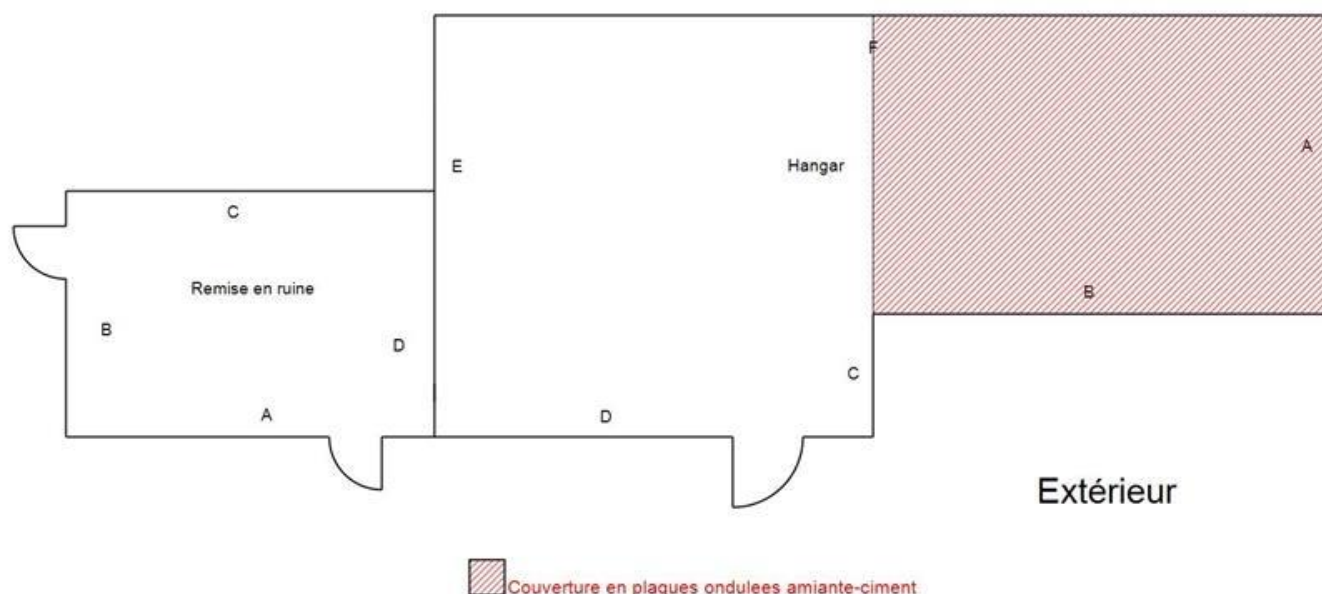 F
A
E
Hangar
C
Remise en ruine
B
B
D
C
A
D
Extérieur
Couverture en plaques ondulees amiante-ciment